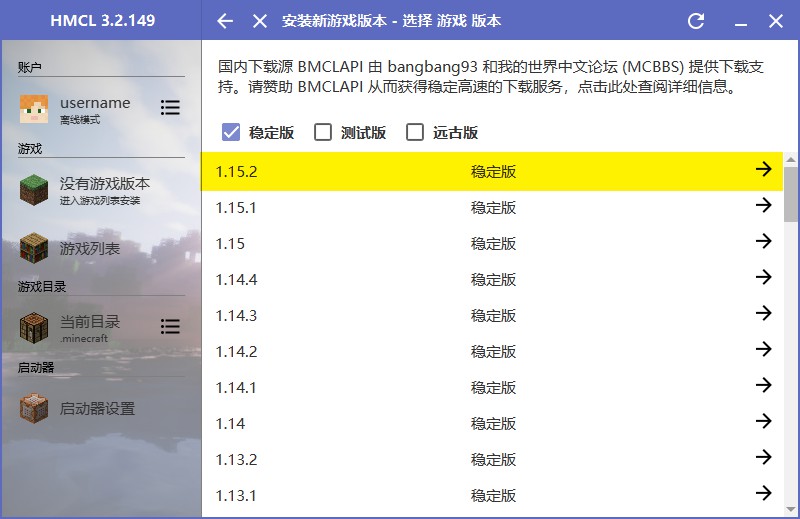 HMCL 3.2.149
安装新游戏版本 - 选择 游戏 版本
账户
username
离线模式
游戏
没有游戏版本
进入游戏列表安装
游戏列表
游戏目录
当前目录
.minecraft
启动器
启动器设置
国内下载源 BMCLAPI 由 bangbang93 和我的世界中文论坛 (MCBBS) 提供下载支
持。请赞助 BMCLAPI 从而获得稳定高速的下载服务，点击此处查阅详细信息。
稳定版 测试版 远古版
1.15.2 稳定版
1.15.1 稳定版
1.15 稳定版
1.14.4 稳定版
1.14.3 稳定版
1.14.2 稳定版
1.14.1 稳定版
1.14 稳定版
1.13.2 稳定版
1.13.1 稳定版